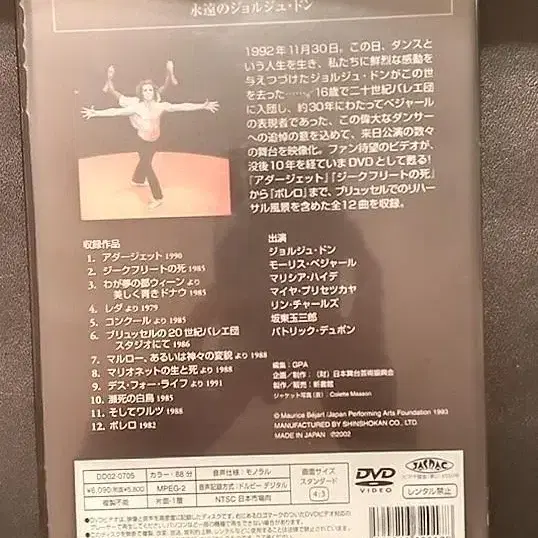 永遠のジョルジュ・ドン
1992年11月30日。この日、ダンスと
いう人生を生き、私たちに鮮烈な感動を
与えつづけたジョルジュ・ドンがこの世
を去った……。16歳で二十世紀バレエ団
に入団し、約30年にわたってベジャール
の表現者であった、この偉大なダンサー
への追悼の意を込めて、来日公演の数々
の舞台を映像化。ファン待望のビデオが、
没後10年を経ていまDVDとして甦る!
『アダージェット』『ジークフリートの死』
から『ボレロ』まで、ブリュッセルでのリハー
サル風景を含めた全12曲を収録。
収録作品
1. アダージェット 1990
2. ジークフリートの死 1985
3. わが夢の都ウィーンより
美しく青きドナウ 1985
4. レダより 1979
5. コンクールより 1985
6. ブリュッセルの20世紀バレエ団
スタジオにて 1986
7. マルロー、あるいは神々の変貌より 1988
8. マリオネットの生と死より 1988
9. デス・フォー・ライフより 1991
10. 瀕死の白鳥 1985
11. そしてワルツ 1988
12. ボレロ 1982
出演
ジョルジュ・ドン
モーリス・ベジャール
マリシア・ハイデ
マイヤ・プリセツカヤ
リン・チャールズ
坂東玉三郎
パトリック・デュポン
編集:GPA
企画/制作:(財)日本舞台芸術振興会
製作/販売:新書館
ジャケット写真(表) Colette Masson
© Maurice Béjart /Japan Performing Arts Foundation 1993
MANUFACTURED BY SHINSHOKAN CO., LTD.
MADE IN JAPAN ℗2002
DD02-0705 カラー・88分 音声仕様:モノラル 画面サイズ
スタンダード
4:3
¥6,090(税込)¥5,800 MPEG-2 音声記録方式:ドルビー デジタル
複製不能 片面・1層 NTSC 日本市場向
DVD
VIDEO
JASRAC
レンタル禁止